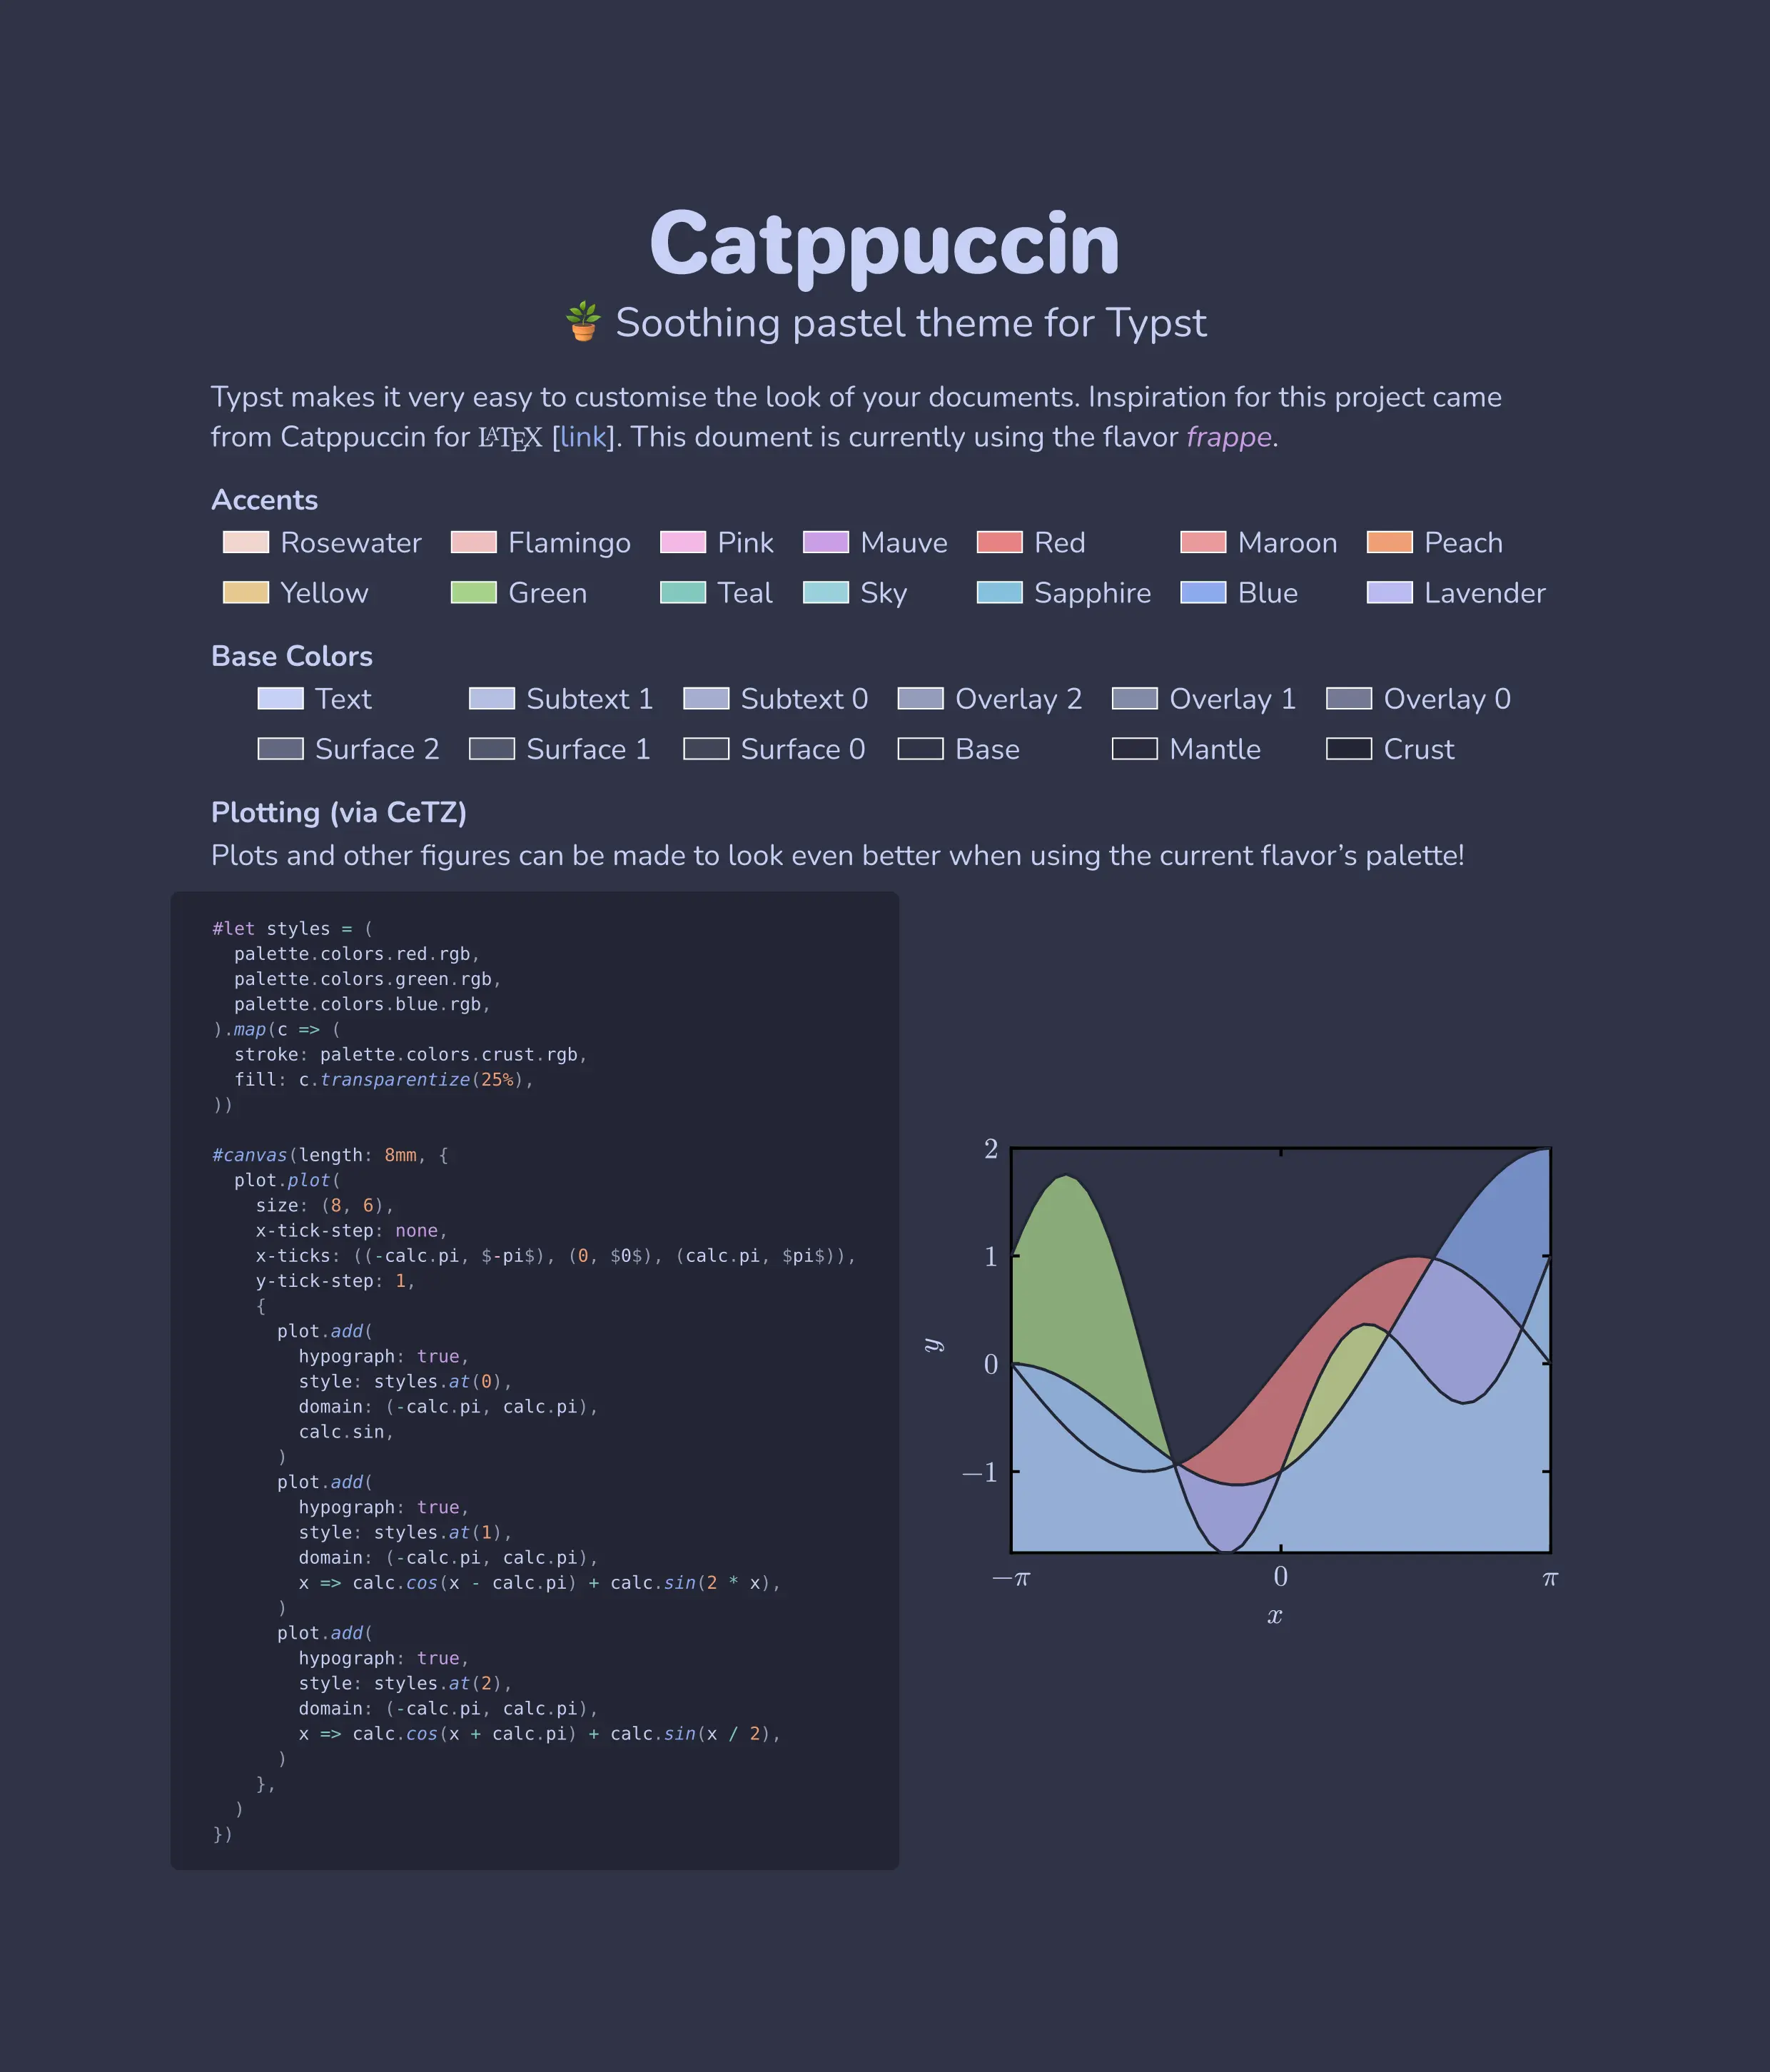 Catppuccin
🪴 Soothing pastel theme for Typst
Typst makes it very easy to customise the look of your documents. Inspiration for this project came
from Catppuccin for LATEX [link]. This doument is currently using the flavor frappe.
Accents
Rosewater Flamingo Pink Mauve Red Maroon Peach
Yellow Green Teal Sky Sapphire Blue Lavender
Base Colors
Text Subtext 1 Subtext 0 Overlay 2 Overlay 1 Overlay 0
Surface 2 Surface 1 Surface 0 Base Mantle Crust
Plotting (via CeTZ)
Plots and other figures can be made to look even better when using the current flavor’s palette!
#let styles = (
  palette.colors.red.rgb,
  palette.colors.green.rgb,
  palette.colors.blue.rgb,
).map(c => (
  stroke: palette.colors.crust.rgb,
  fill: c.transparentize(25%),
))
#canvas(length: 8mm, {
  plot.plot(
    size: (8, 6),
    x-tick-step: none,
    x-ticks: ((-calc.pi, $-pi$), (0, $0$), (calc.pi, $pi$)),
    y-tick-step: 1,
    {
      plot.add(
        hypograph: true,
        style: styles.at(0),
        domain: (-calc.pi, calc.pi),
        calc.sin,
      )
      plot.add(
        hypograph: true,
        style: styles.at(1),
        domain: (-calc.pi, calc.pi),
        x => calc.cos(x - calc.pi) + calc.sin(2 * x),
      )
      plot.add(
        hypograph: true,
        style: styles.at(2),
        domain: (-calc.pi, calc.pi),
        x => calc.cos(x + calc.pi) + calc.sin(x / 2),
      )
    },
  )
})
2
1
0
−1
y
−π 0 π
x